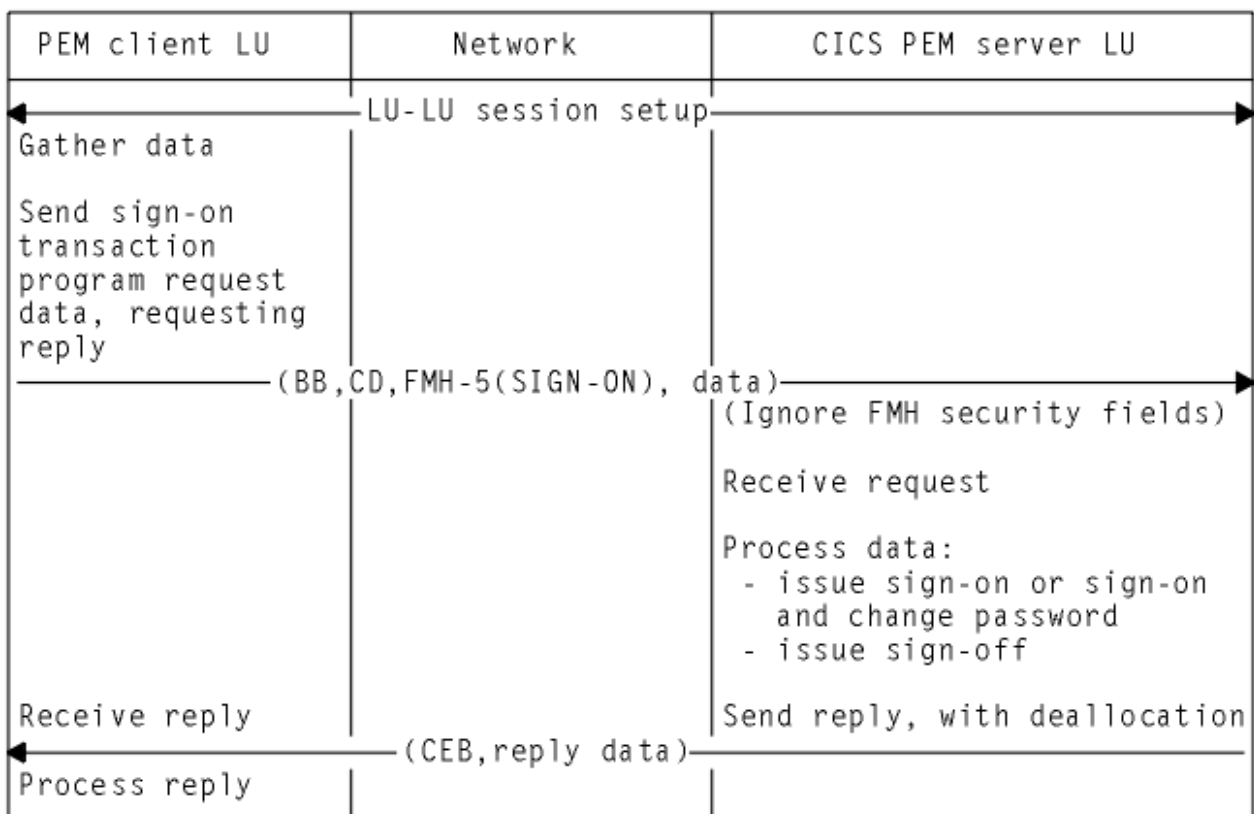 PEM client LU Network CICS PEM server LU
LU-LU session setup
Gather data
Send sign-on
transaction
program request
data, requesting
reply
(BB,CD,FMH-5(SIGN-ON), data)
(Ignore FMH security fields)
Receive request
Process data:
- issue sign-on or sign-on
and change password
- issue sign-off
Receive reply Send reply, with deallocation
(CEB,reply data)
Process reply